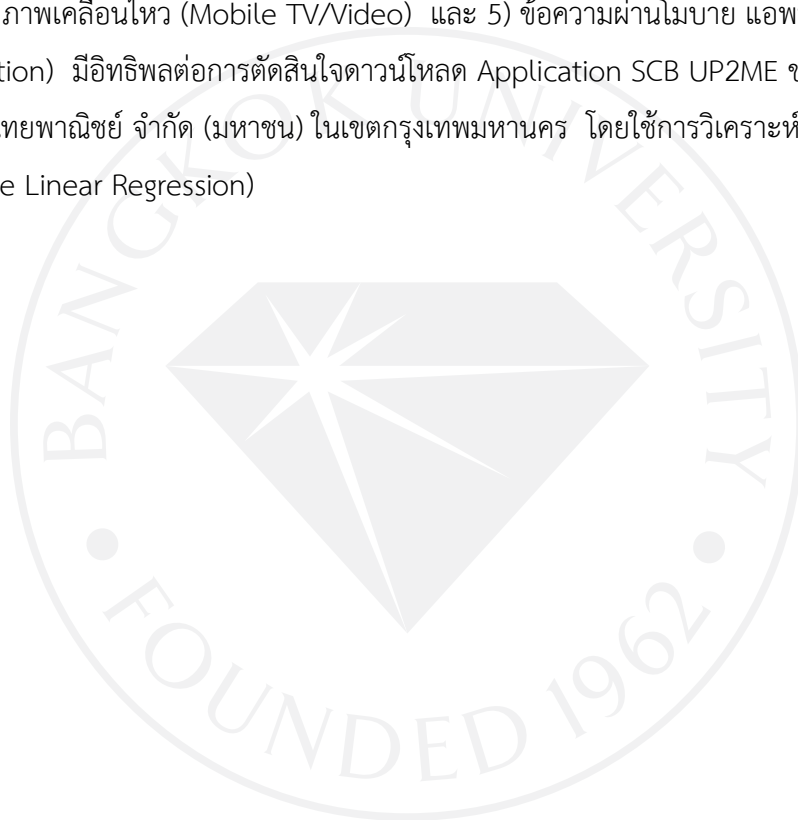 ภาพเคลื่อนไหว (Mobile TV/Video) และ 5) ข้อความผ่านโมบาย แอพ
tion) มีอิทธิพลต่อการตัดสินใจดาวน์โหลด Application SCB UP2ME ข
ทยพาณิชย์ จำกัด (มหาชน) ในเขตกรุงเทพมหานคร โดยใช้การวิเคราะห์
e Linear Regression)
BANGKOK UNIVERSITY
FOUNDED 1962